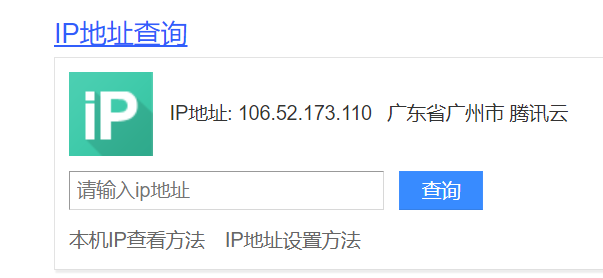 IP地址查询
iP
IP地址: 106.52.173.110 广东省广州市 腾讯云
请输入ip地址
查询
本机IP查看方法 IP地址设置方法